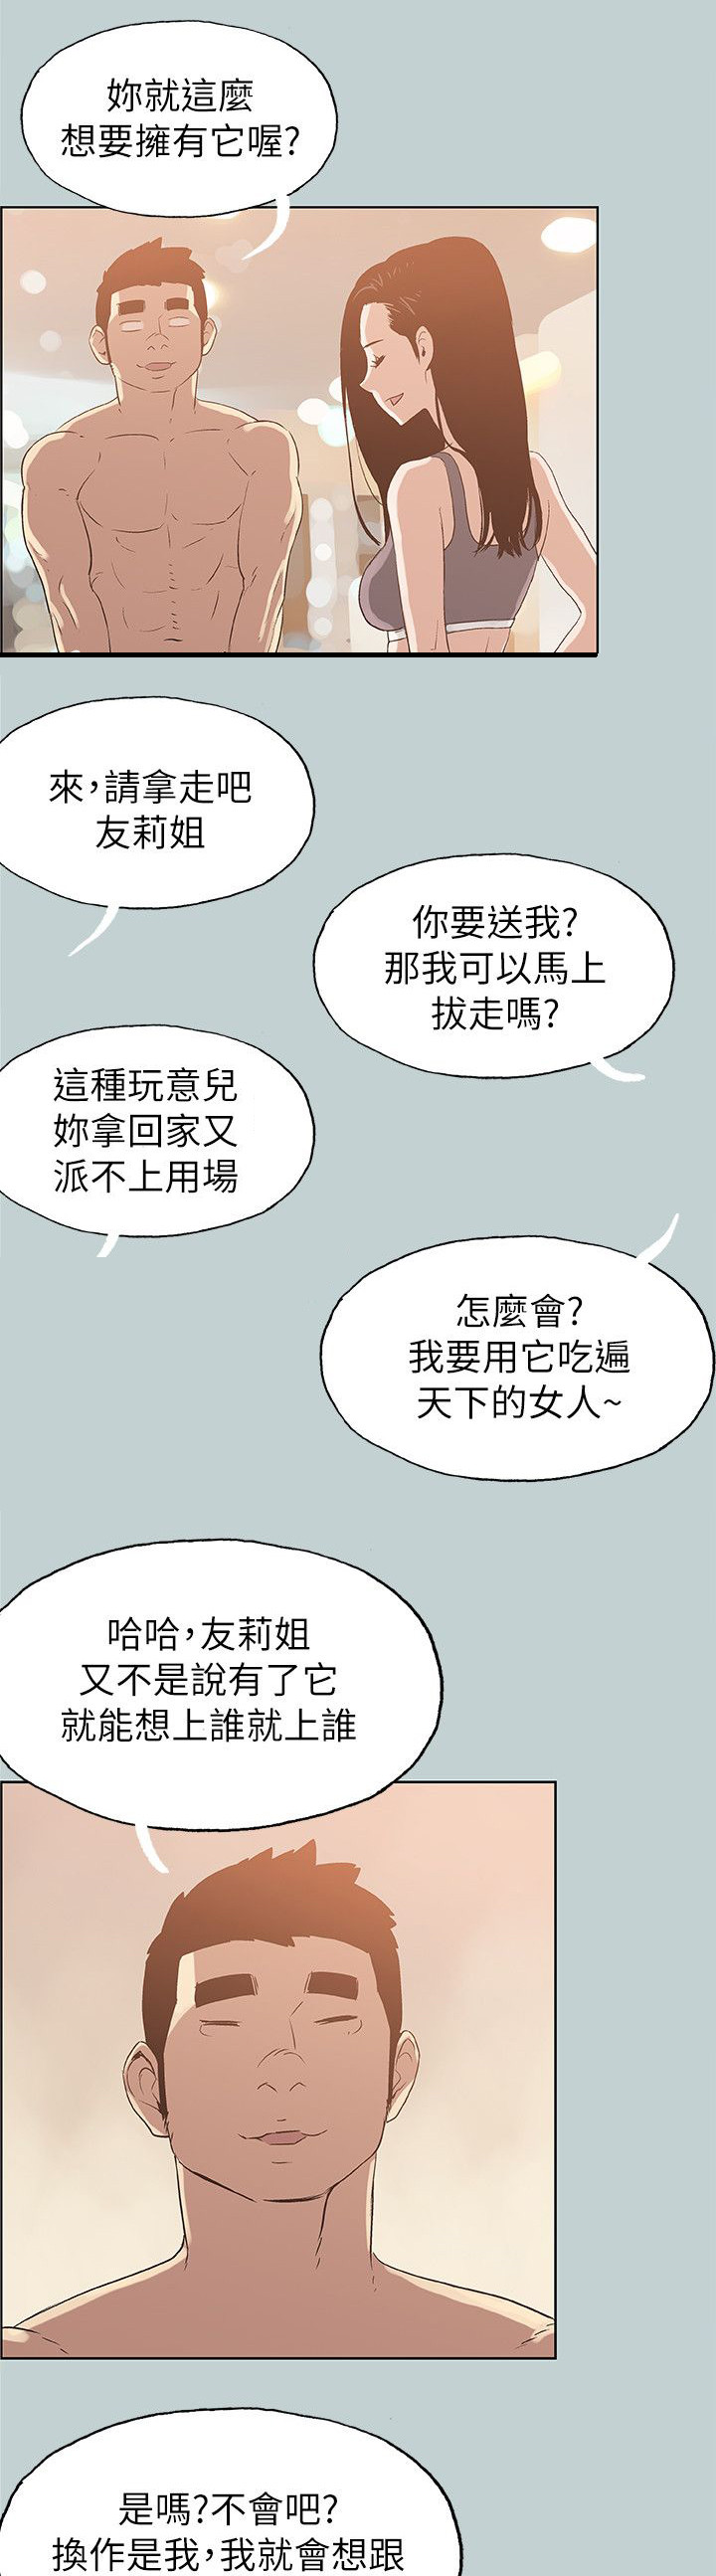 妳就這麼
想要擁有它喔?
來，請拿走吧
友莉姐
你要送我?
那我可以馬上
拔走嗎?
這種玩意兒
妳拿回家又
派不上用場
怎麼會?
我要用它吃遍
天下的女人~
哈哈，友莉姐
又不是說有了它
就能想上誰就上誰
是嗎?不會吧?
換作是我，我就會想跟